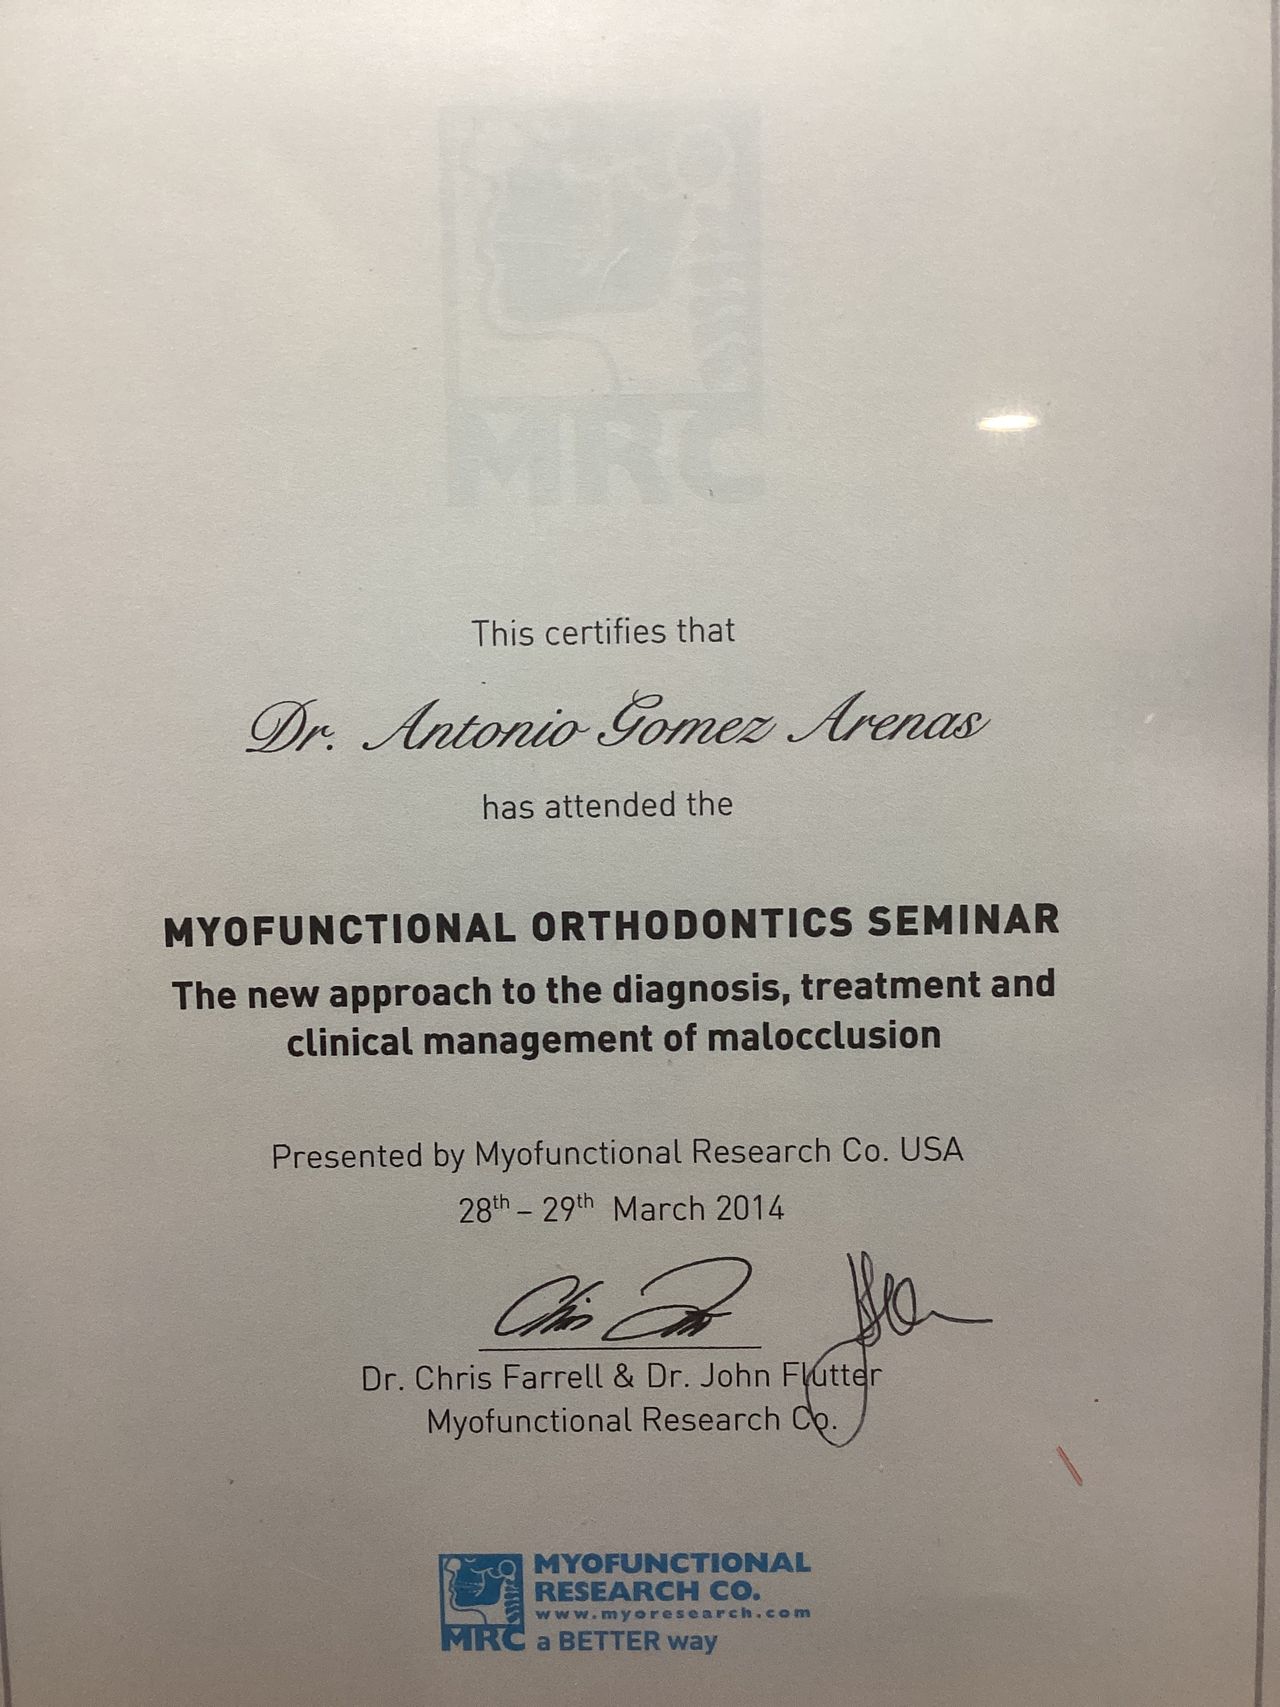 MRC
This certifies that
Dr. Antonio Gomez Arenas
has attended the
MYOFUNCTIONAL ORTHODONTICS SEMINAR
The new approach to the diagnosis, treatment and
clinical management of malocclusion
Presented by Myofunctional Research Co. USA
28th – 29th March 2014
Dr. Chris Farrell & Dr. John Flutter
Myofunctional Research Co.
MYOFUNCTIONAL
RESEARCH CO.
www.myoresearch.com
MRC a BETTER way